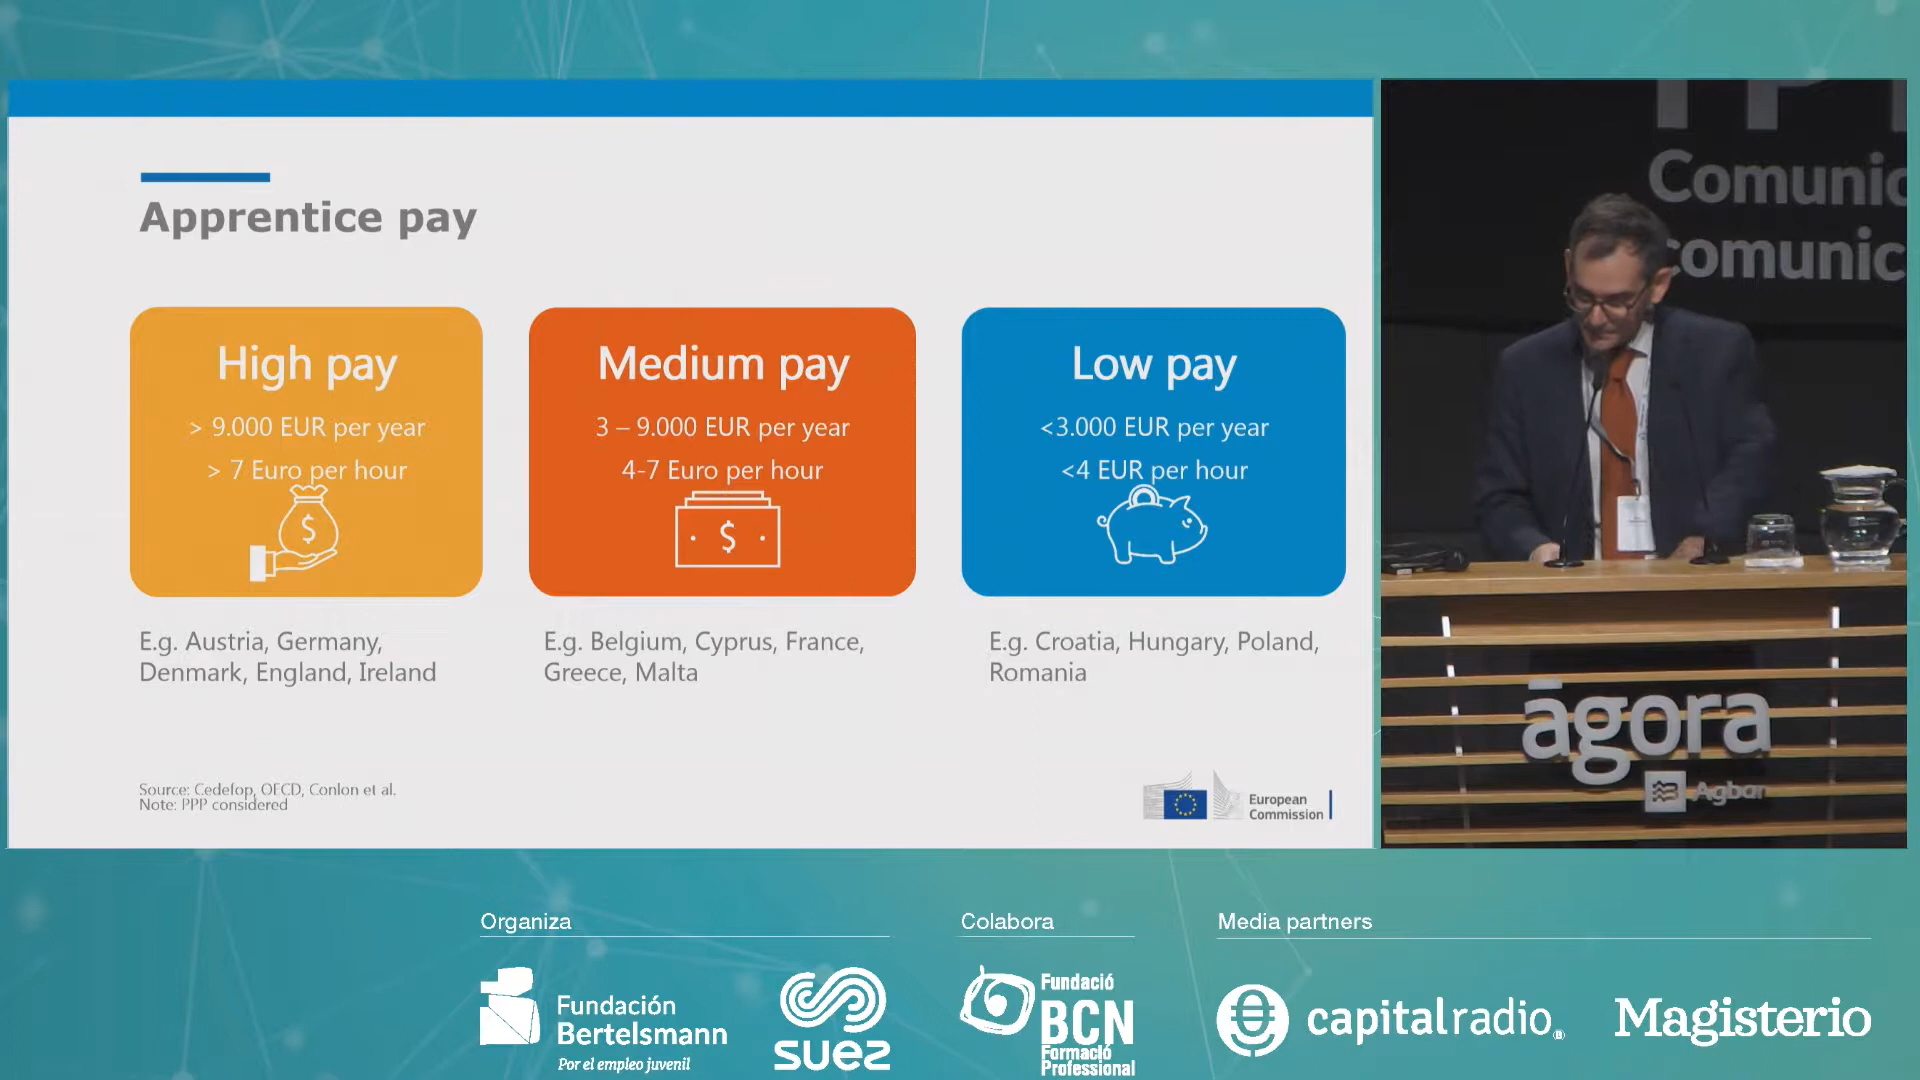 Apprentice pay
High pay
> 9.000 EUR per year
> 7 Euro per hour
$
E.g. Austria, Germany,
Denmark, England, Ireland
Medium pay
3 – 9.000 EUR per year
4-7 Euro per hour
$
E.g. Belgium, Cyprus, France,
Greece, Malta
Low pay
<3.000 EUR per year
<4 EUR per hour
E.g. Croatia, Hungary, Poland,
Romania
Source: Cedefop, OECD, Conlon et al.
Note: PPP considered
European
Commission
Comunic
comunic
āgora
Agbar
Organiza
Fundación
Bertelsmann
Por el empleo juvenil
suez
Colabora
Fundació
BCN
Formació
Professional
Media partners
capitalradio
Magisterio